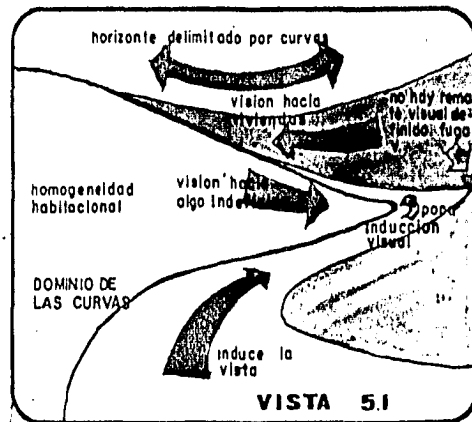 horizonte delimitado por curvas
vision hacia
viviendas
no hay rema
te visual de
finido, fuga
homogeneidad
habitacional
vision hacia
algo
poca
induccion
visual
DOMINIO DE
LAS CURVAS
induce la
vista
VISTA 5.1